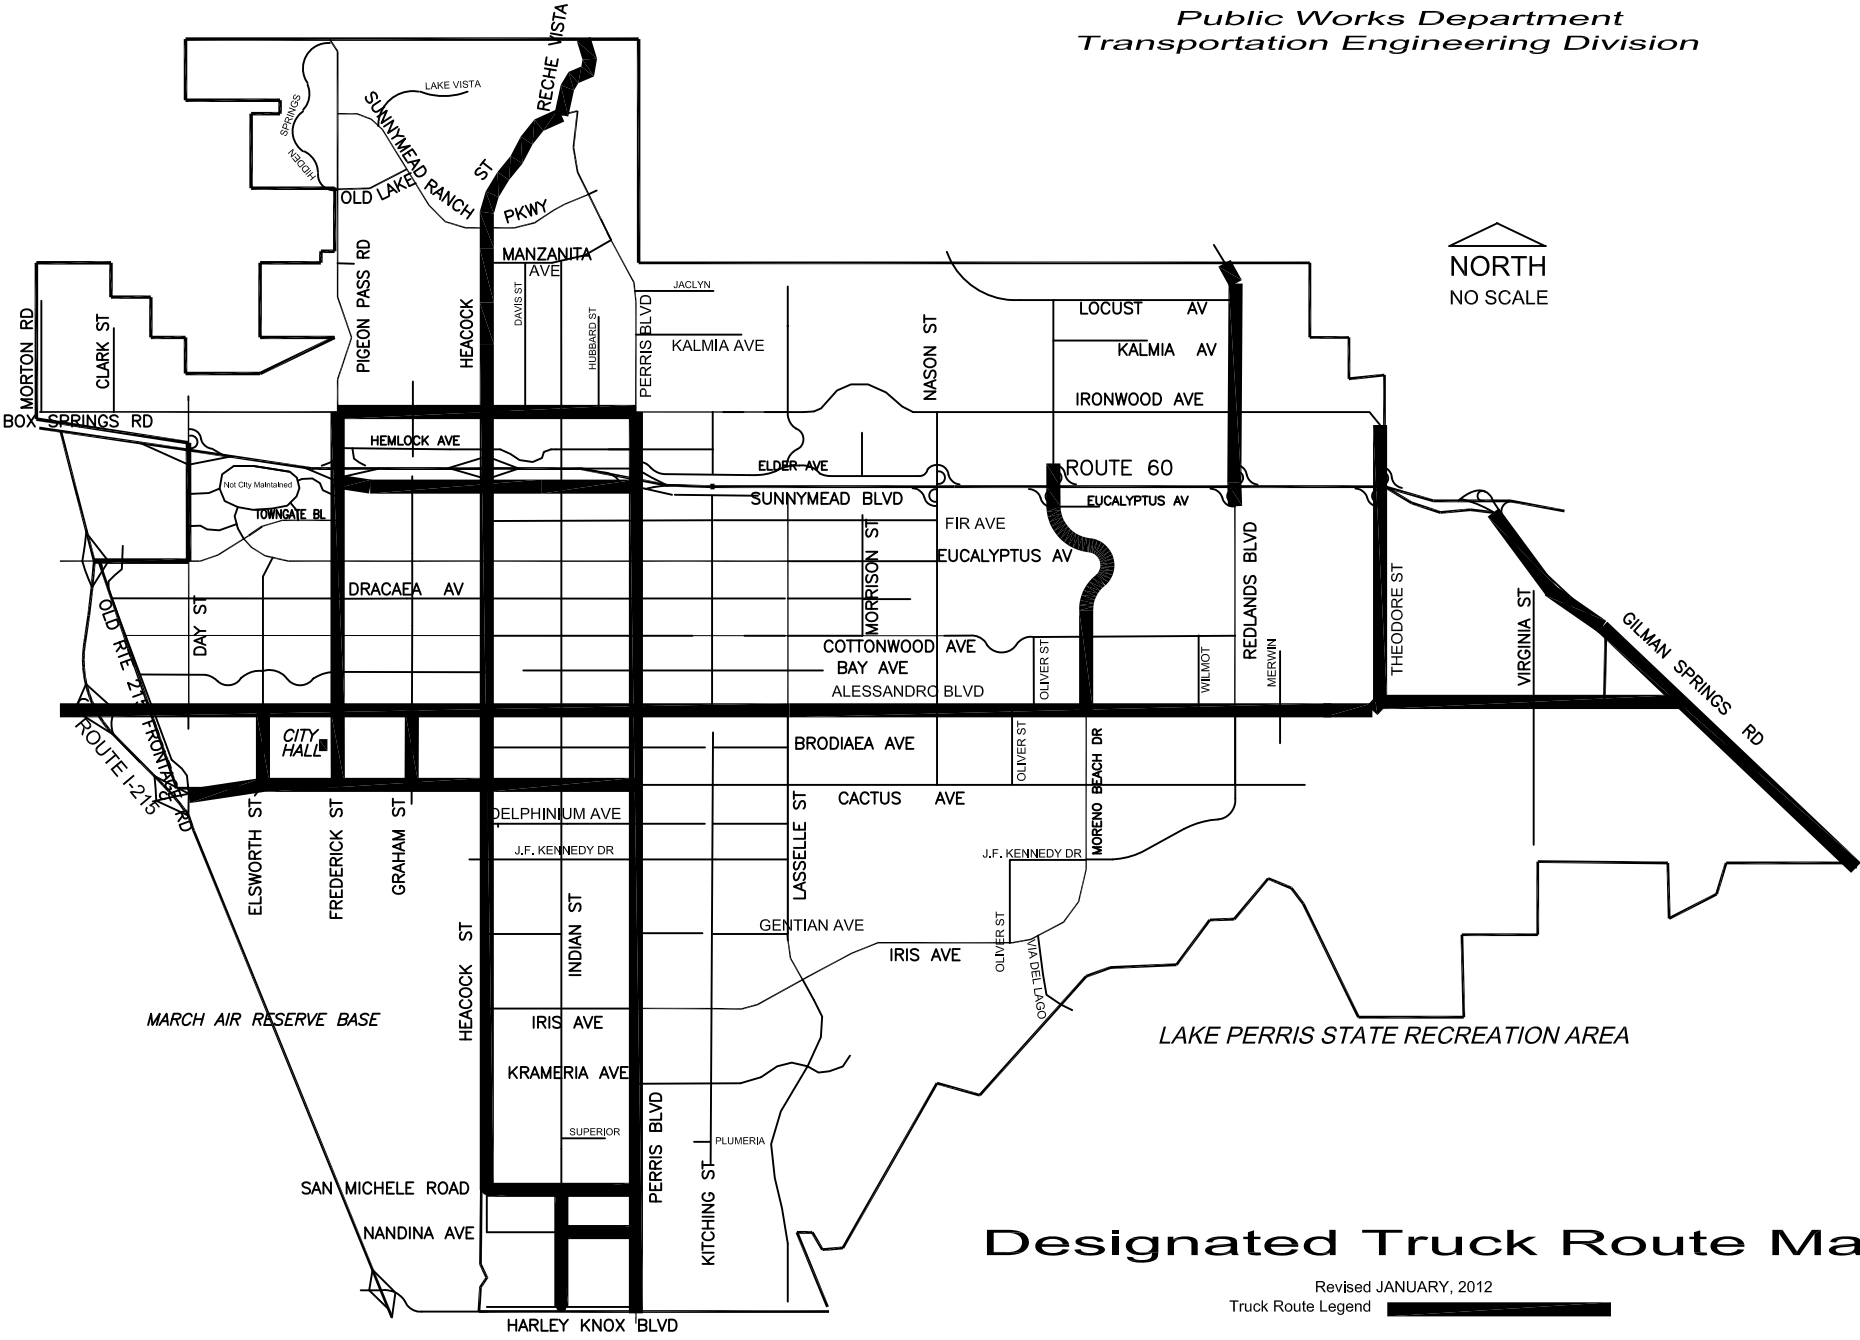 Public Works Department
Transportation Engineering Division
RECHE VISTA
LAKE VISTA
SPRINGS
HIDDEN
SUNNYMEAD RANCH
PKWY
ST
OLD LAKE
NORTH
NO SCALE
MANZANITA
AVE
PIGEON PASS RD
HEACOCK
DAVIS ST
HUBBARD ST
PERRIS BLVD
JACLYN
KALMIA AVE
MORTON RD
CLARK ST
NASON ST
LOCUST AV
KALMIA AV
IRONWOOD AVE
BOX SPRINGS RD
HEMLOCK AVE
ELDER AVE
ROUTE 60
Not City Maintained
SUNNYMEAD BLVD
EUCALYPTUS AV
TOWNGATE BL
FIR AVE
EUCALYPTUS AV
MORRISON ST
REDLANDS BLVD
THEODORE ST
VIRGINIA ST
GILMAN SPRINGS RD
DRACAEA AV
DAY ST
OLD RTE 215 FRONTAGE RD
COTTONWOOD AVE
BAY AVE
OLIVER ST
WILMOT
MERWIN
ALESSANDRO BLVD
ROUTE I-215
CITY
HALL
BRODIAEA AVE
OLIVER ST
MORENO BEACH DR
CACTUS AVE
ELSWORTH ST
FREDERICK ST
GRAHAM ST
DELPHINIUM AVE
J.F. KENNEDY DR
LASSELLE ST
J.F. KENNEDY DR
HEACOCK ST
INDIAN ST
GENTIAN AVE
IRIS AVE
OLIVER ST
VIA DEL LAGO
MARCH AIR RESERVE BASE
IRIS AVE
LAKE PERRIS STATE RECREATION AREA
KRAMERIA AVE
SUPERIOR
PERRIS BLVD
PLUMERIA
KITCHING ST
SAN MICHELE ROAD
NANDINA AVE
Designated Truck Route Ma
Revised JANUARY, 2012
Truck Route Legend
HARLEY KNOX BLVD